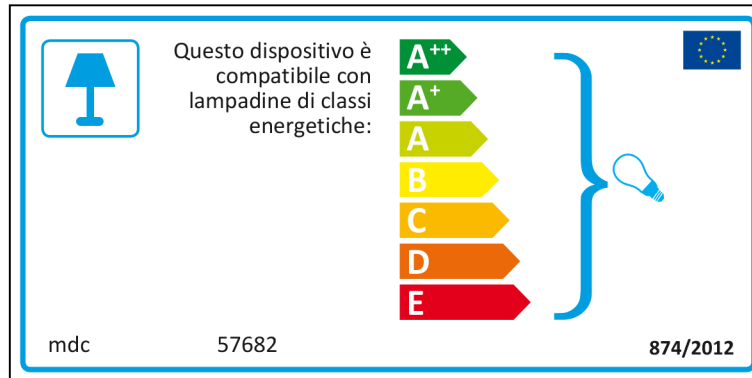 Questo dispositivo è
compatibile con
lampadine di classi
energetiche:
A++
A+
A
B
C
D
E
mdc
57682
874/2012